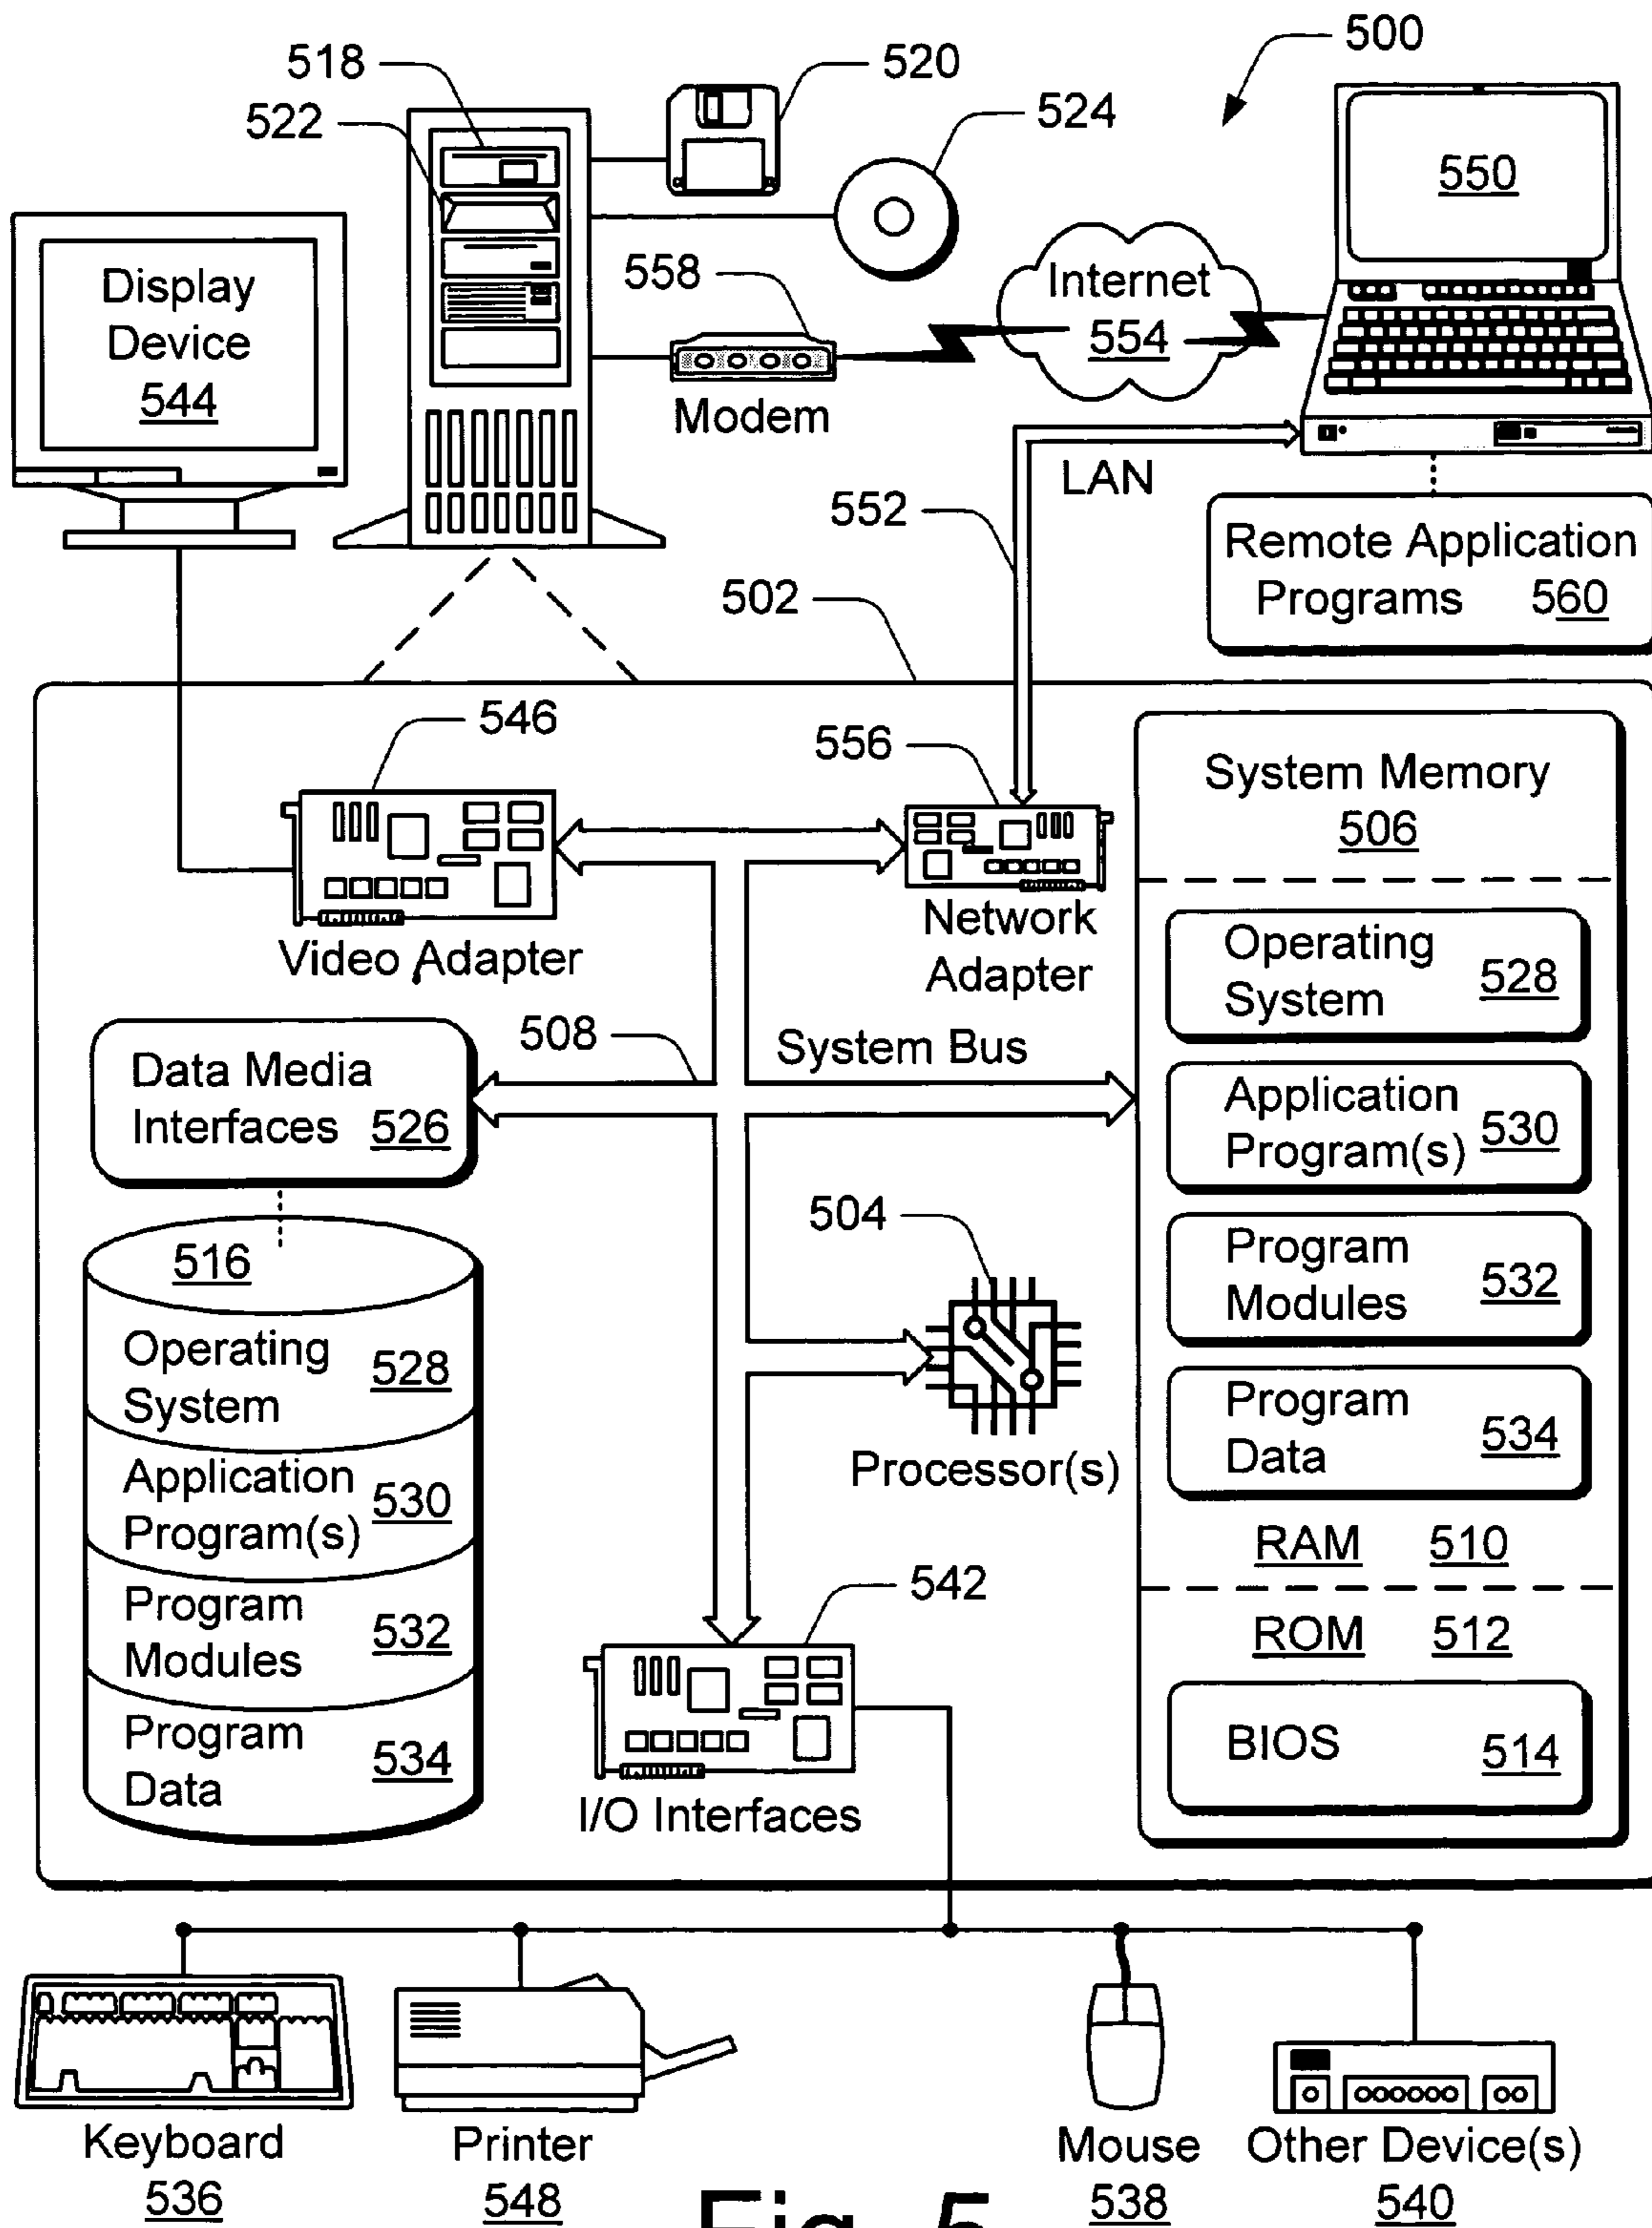 500
518
520
522
524
550
Display
Device
544
558
Internet
554
Modem
LAN
552
Remote Application
Programs 560
502
546
556
System Memory
506
Video Adapter
Network
Adapter
Operating
System 528
508
System Bus
Data Media
Interfaces 526
Application
Program(s) 530
504
Program
Modules 532
516
Operating
System 528
Program
Data 534
Processor(s)
Application
Program(s) 530
RAM 510
542
Program
Modules 532
ROM 512
Program
Data 534
BIOS 514
I/O Interfaces
Keyboard
536
Printer
548
Mouse
538
Other Device(s)
540
Fig. 5